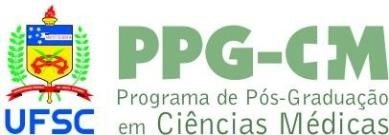 PPG-CM
Programa de Pós-Graduação
em Ciências Médicas
UFSC